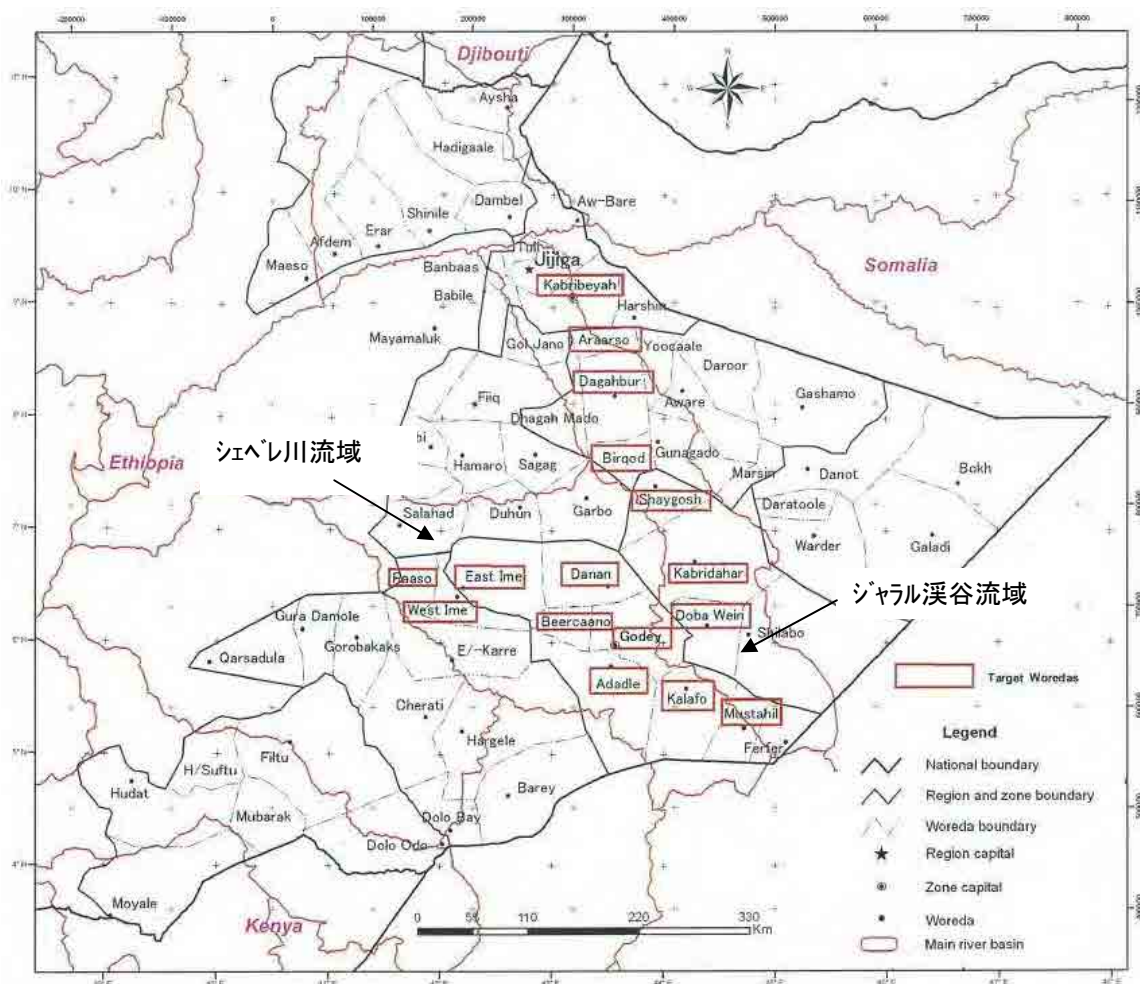 Djibouti
Aysha
Hadigaale
Dambel
Aw-Bare
Shinile
Erar
Afdem
Maeso
Jijiga
Somalia
Banbaas
Kabribeyah
Babile
Harshin
Mayamaluk
Gol Jano
Araarso
Yoocaale
Daroor
Dagahbur
Gashamo
Fiiq
Aware
Dhagah Mado
シェベレ川流域
Gunagado
Ethiopia
Hamaro
Sagag
Birqod
Marsin
Danot
Bokh
Shaygosh
Salahad
Duhun
Garbo
Daratoole
Warder
Galadi
East Ime
Danan
Kabridahar
ジャラル渓谷流域
West Ime
Gura Damole
Beercaano
Doba Wein
Shilabo
Godey
Gorobakaks
Qarsadula
E/-Karre
Adadle
Kalafo
Target Woredas
Cherati
Mustahil
Legend
Hargele
Ferfer
Filtu
National boundary
H/Suftu
Hudat
Barey
Region and zone boundary
Mubarak
Dolo Bay
Woreda boundary
Dolo Odo
Region capital
Zone capital
Moyale
Kenya
0 55 110 220 330
Km
Woreda
Main river basin